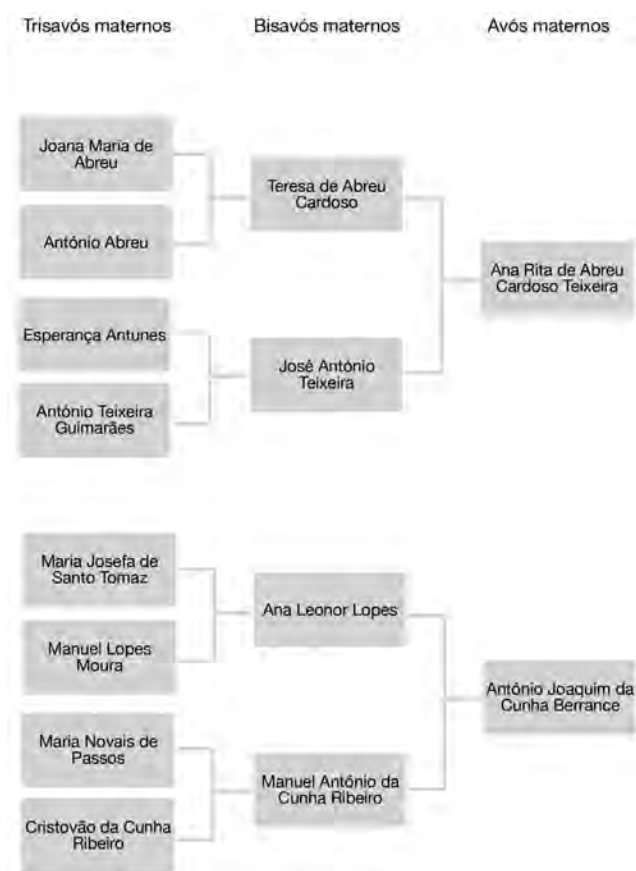 Trisavós maternos
Bisavós maternos
Avós maternos
Joana Maria de
Abreu
António Abreu
Teresa de Abreu
Cardoso
Esperança Antunes
António Teixeira
Guimarães
José António
Teixeira
Ana Rita de Abreu
Cardoso Teixeira
Maria Josefa de
Santo Tomaz
Manuel Lopes
Moura
Ana Leonor Lopes
Maria Novais de
Passos
Cristovão da Cunha
Ribeiro
Manuel António da
Cunha Ribeiro
António Joaquim da
Cunha Berrance